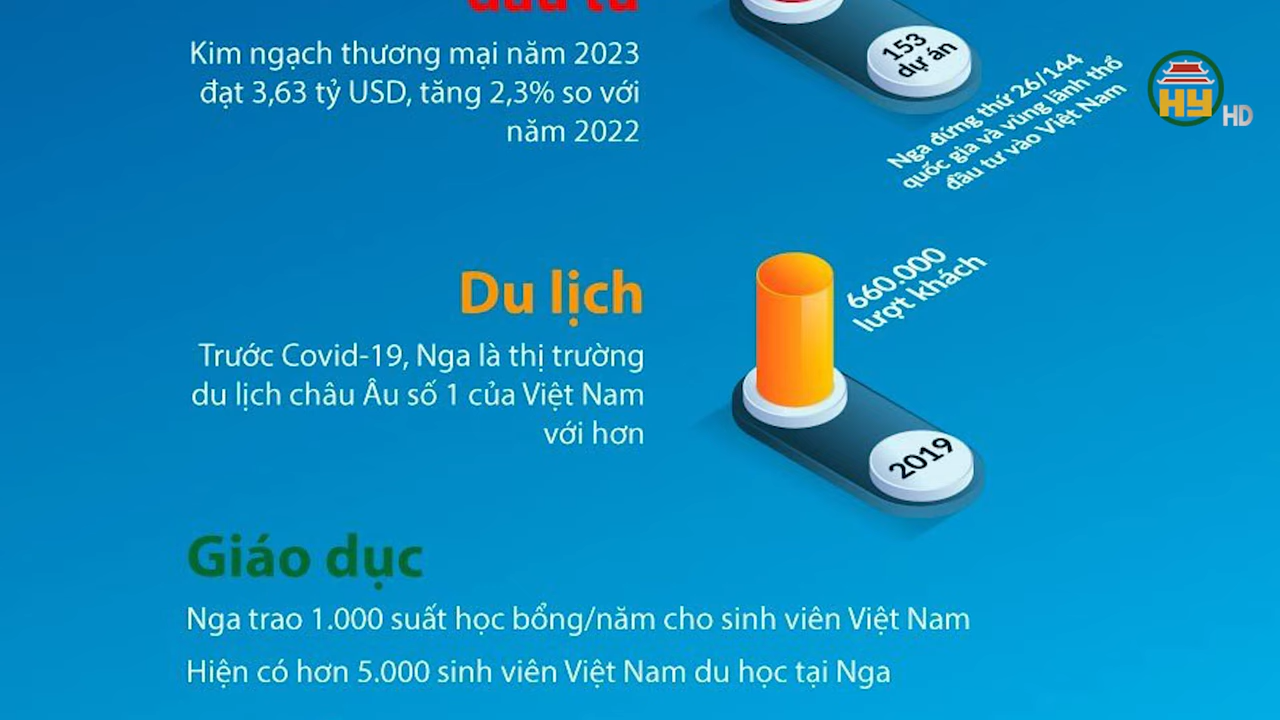 đầu tư
Kim ngạch thương mại năm 2023
đạt 3,63 tỷ USD, tăng 2,3% so với
năm 2022
153
dự án
Nga đứng thứ 26/144
quốc gia và vùng lãnh thổ
đầu tư vào Việt Nam
HY
HD
Du lịch
Trước Covid-19, Nga là thị trường
du lịch châu Âu số 1 của Việt Nam
với hơn
660.000
lượt khách
2019
Giáo dục
Nga trao 1.000 suất học bổng/năm cho sinh viên Việt Nam
Hiện có hơn 5.000 sinh viên Việt Nam du học tại Nga